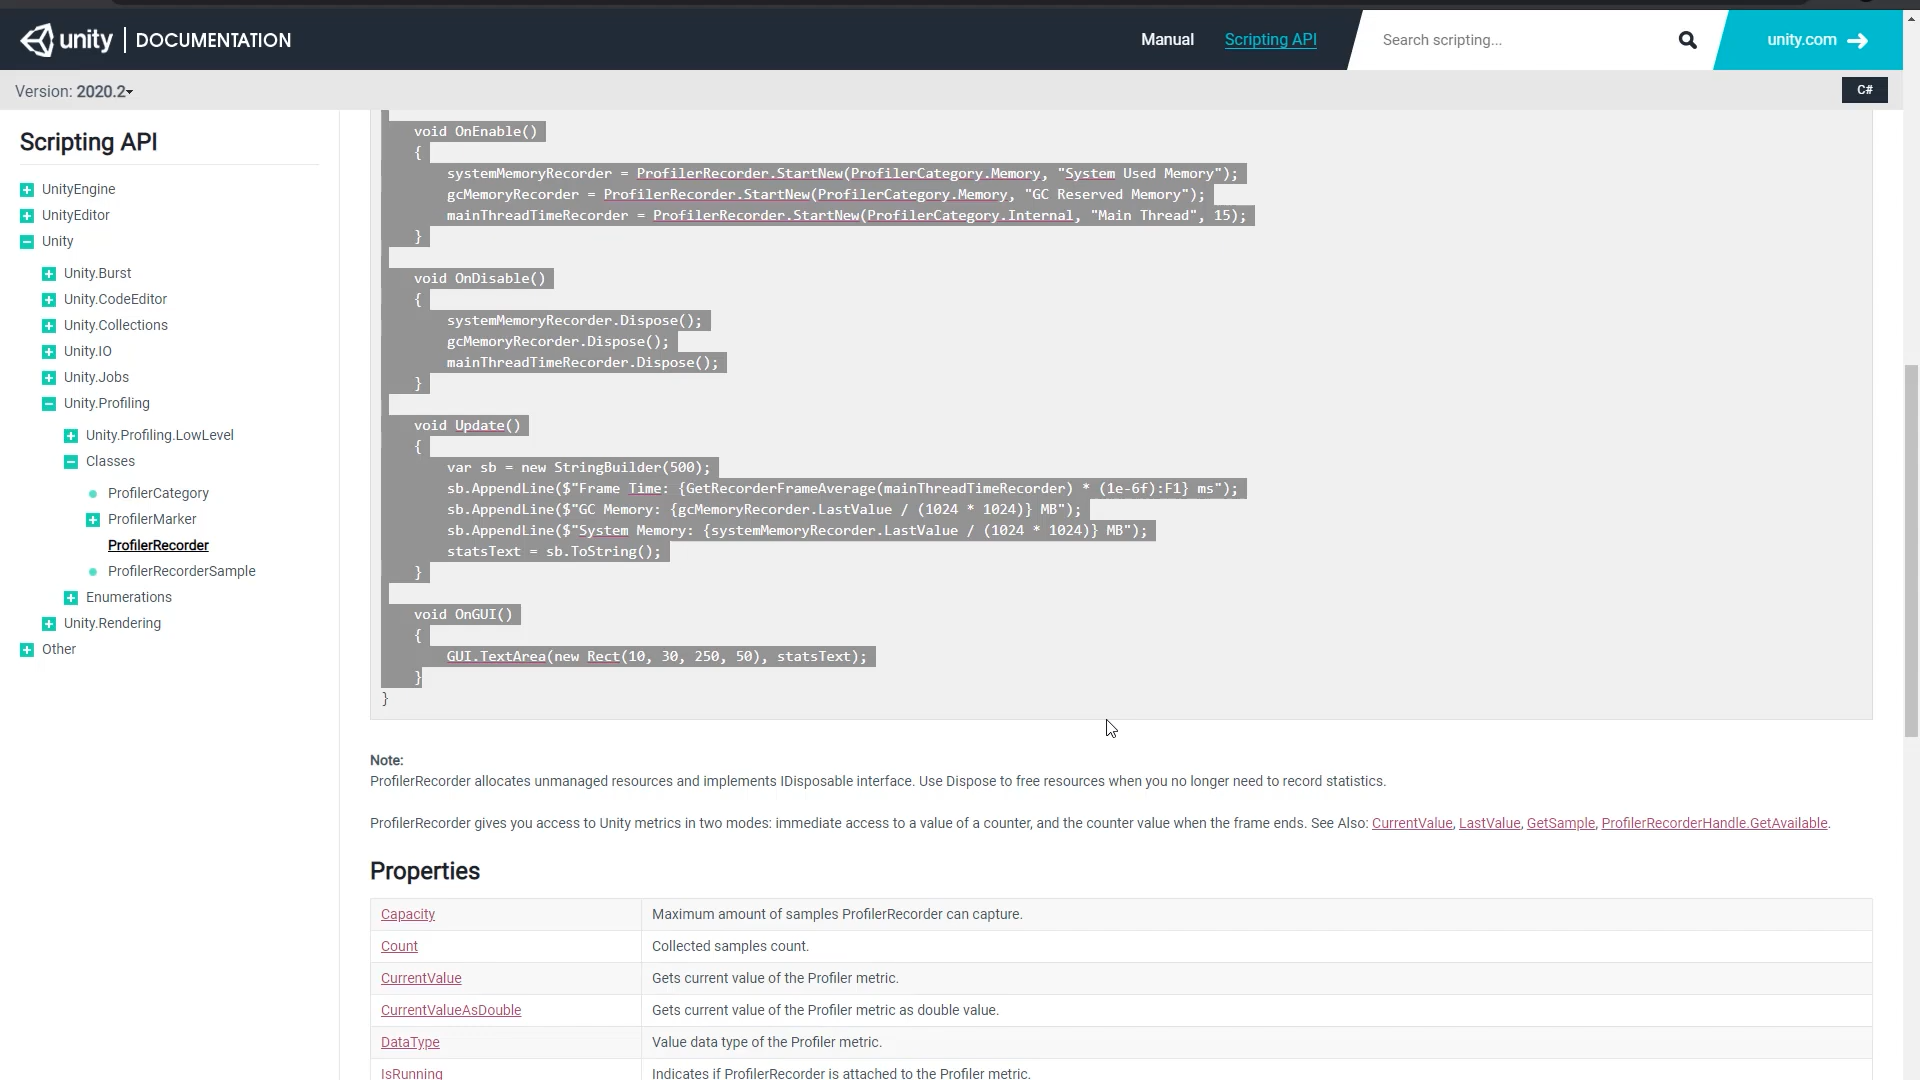 unity | DOCUMENTATION
Manual
Scripting API
Search scripting...
unity.com
Version: 2020.2
C#
Scripting API
UnityEngine
UnityEditor
Unity
Unity.Burst
Unity.CodeEditor
Unity.Collections
Unity.IO
Unity.Jobs
Unity.Profiling
Unity.Profiling.LowLevel
Classes
ProfilerCategory
ProfilerMarker
ProfilerRecorder
ProfilerRecorderSample
Enumerations
Unity.Rendering
Other
void OnEnable()
{
systemMemoryRecorder = ProfilerRecorder.StartNew(ProfilerCategory.Memory, "System Used Memory");
gcMemoryRecorder = ProfilerRecorder.StartNew(ProfilerCategory.Memory, "GC Reserved Memory");
mainThreadTimeRecorder = ProfilerRecorder.StartNew(ProfilerCategory.Internal, "Main Thread", 15);
}
void OnDisable()
{
systemMemoryRecorder.Dispose();
gcMemoryRecorder.Dispose();
mainThreadTimeRecorder.Dispose();
}
void Update()
{
var sb = new StringBuilder(500);
sb.AppendLine($"Frame Time: {GetRecorderFrameAverage(mainThreadTimeRecorder) * (1e-6f):F1} ms");
sb.AppendLine($"GC Memory: {gcMemoryRecorder.LastValue / (1024 * 1024)} MB");
sb.AppendLine($"System Memory: {systemMemoryRecorder.LastValue / (1024 * 1024)} MB");
statsText = sb.ToString();
}
void OnGUI()
{
GUI.TextArea(new Rect(10, 30, 250, 50), statsText);
}
}
Note:
ProfilerRecorder allocates unmanaged resources and implements IDisposable interface. Use Dispose to free resources when you no longer need to record statistics.
ProfilerRecorder gives you access to Unity metrics in two modes: immediate access to a value of a counter, and the counter value when the frame ends. See Also: CurrentValue, LastValue, GetSample, ProfilerRecorderHandle.GetAvailable.
Properties
Capacity Maximum amount of samples ProfilerRecorder can capture.
Count Collected samples count.
CurrentValue Gets current value of the Profiler metric.
CurrentValueAsDouble Gets current value of the Profiler metric as double value.
DataType Value data type of the Profiler metric.
IsRunning Indicates if ProfilerRecorder is attached to the Profiler metric.